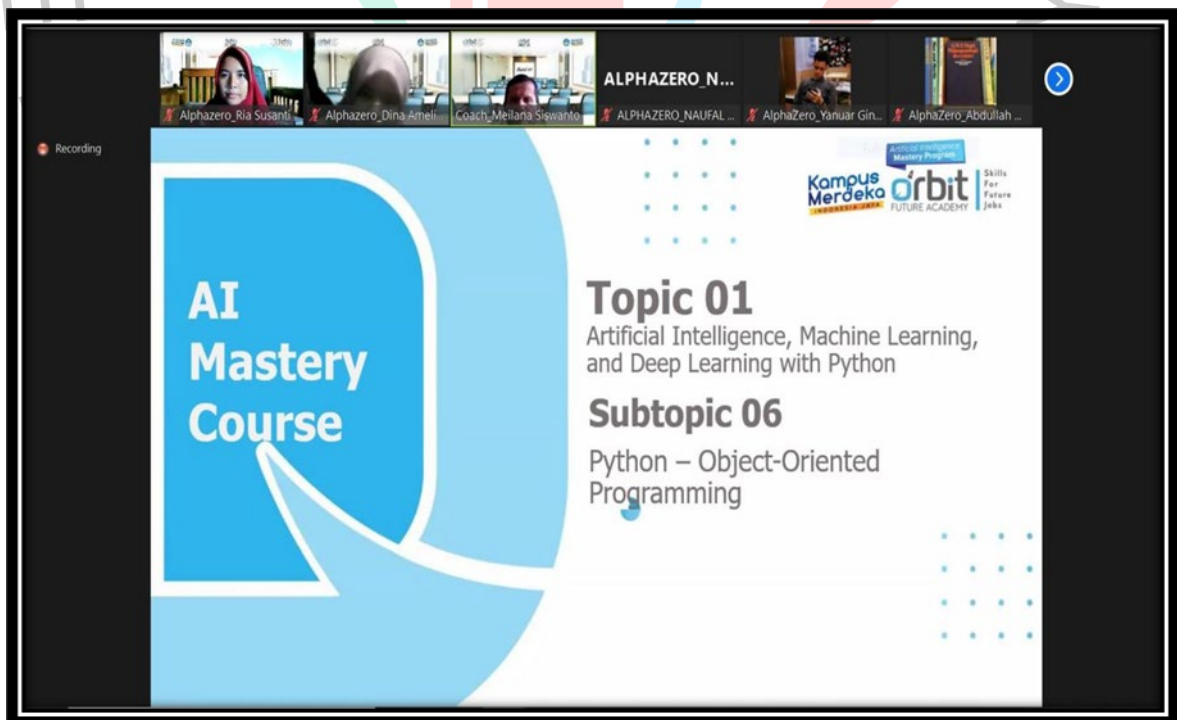 ALPHAZERO_N...
Alphazero_Ria Susanti
Alphazero_Dina Ameli...
Coach_Meilana Siswanto
ALPHAZERO_NAUFAL ...
AlphaZero_Yanuar Gin...
AlphaZero_Abdullah ...
Recording
Artificial Intelligence
Mastery Program
Kampus
Merdeka
INDONESIA JAYA
orbit
FUTURE ACADEMY
Skills
For
Future
Jobs
AI
Mastery
Course
Topic 01
Artificial Intelligence, Machine Learning,
and Deep Learning with Python
Subtopic 06
Python – Object-Oriented
Programming